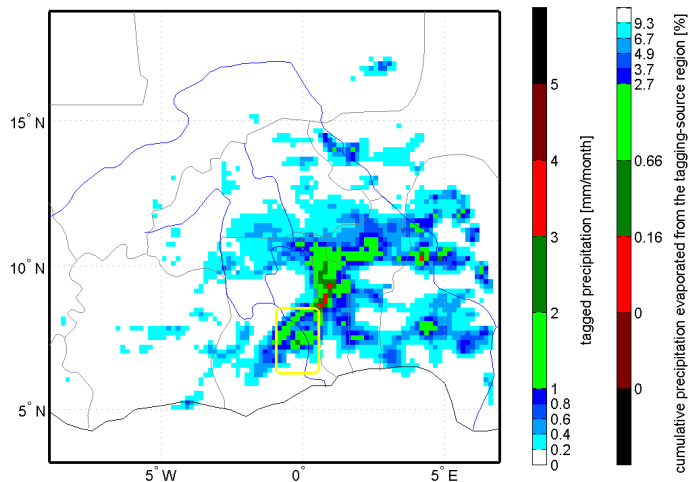 15° N
10° N
5° N
5° W
0°
5° E
5
4
3
2
1
0.8
0.6
0.4
0.2
0
tagged precipitation [mm/month]
9.3
6.7
4.9
3.7
2.7
0.66
0.16
0
0
cumulative precipitation evaporated from the tagging-source region [%]